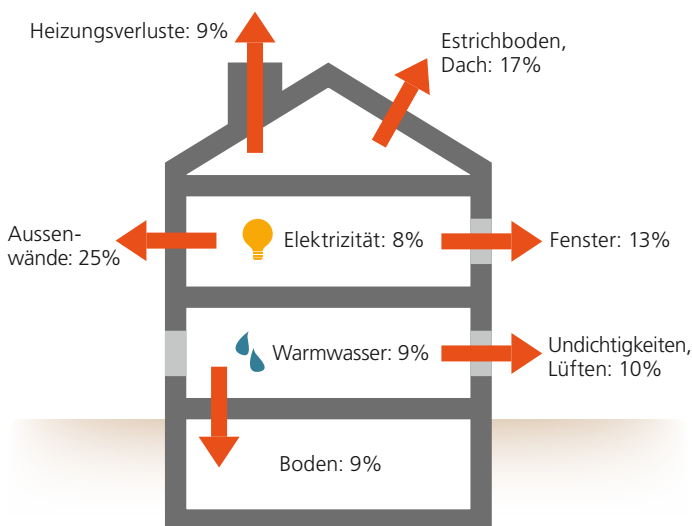 Heizungsverluste: 9%
Estrichboden,
Dach: 17%
Aussen-
wände: 25%
Elektrizität: 8%
Fenster: 13%
Warmwasser: 9%
Undichtigkeiten,
Lüften: 10%
Boden: 9%